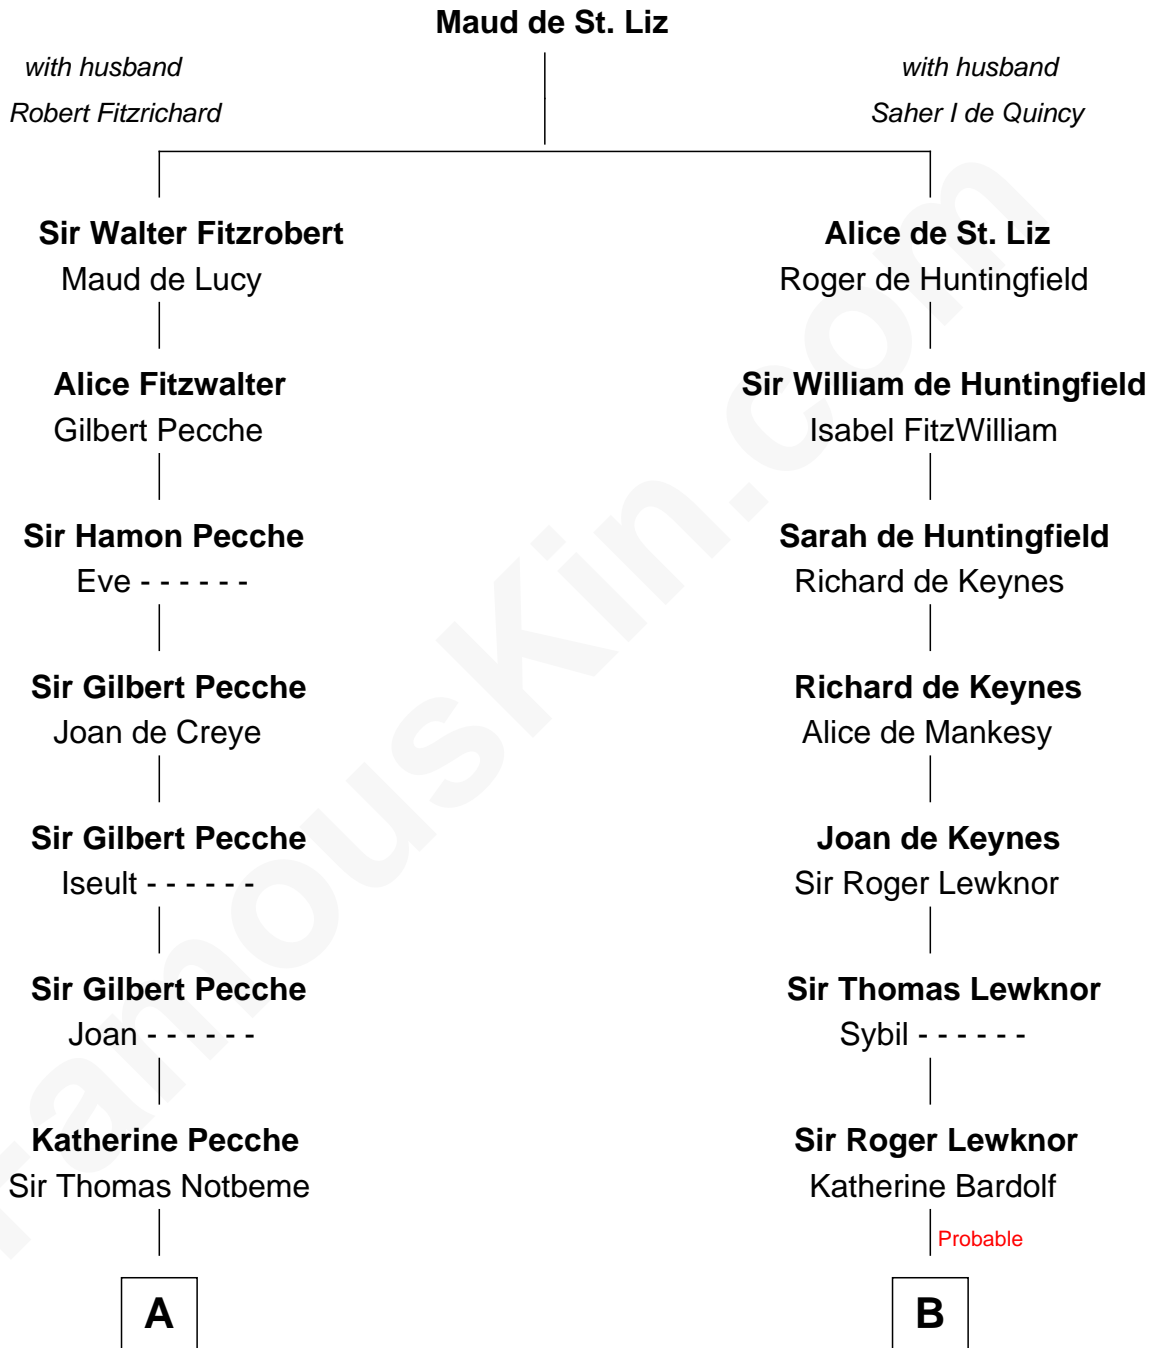 Maud de St. Liz
with husband
Robert Fitzrichard
with husband
Saher I de Quincy
Sir Walter Fitzrobert
Maud de Lucy
Alice de St. Liz
Roger de Huntingfield
Alice Fitzwalter
Gilbert Pecche
Sir William de Huntingfield
Isabel FitzWilliam
Sir Hamon Pecche
Eve - - - - - -
Sarah de Huntingfield
Richard de Keynes
Sir Gilbert Pecche
Joan de Creye
Richard de Keynes
Alice de Mankesy
Sir Gilbert Pecche
Iseult - - - - - -
Joan de Keynes
Sir Roger Lewknor
Sir Gilbert Pecche
Joan - - - - - -
Sir Thomas Lewknor
Sybil - - - - - -
Katherine Pecche
Sir Thomas Notbeme
Sir Roger Lewknor
Katherine Bardolf
Probable
A
B
FamousKin.com